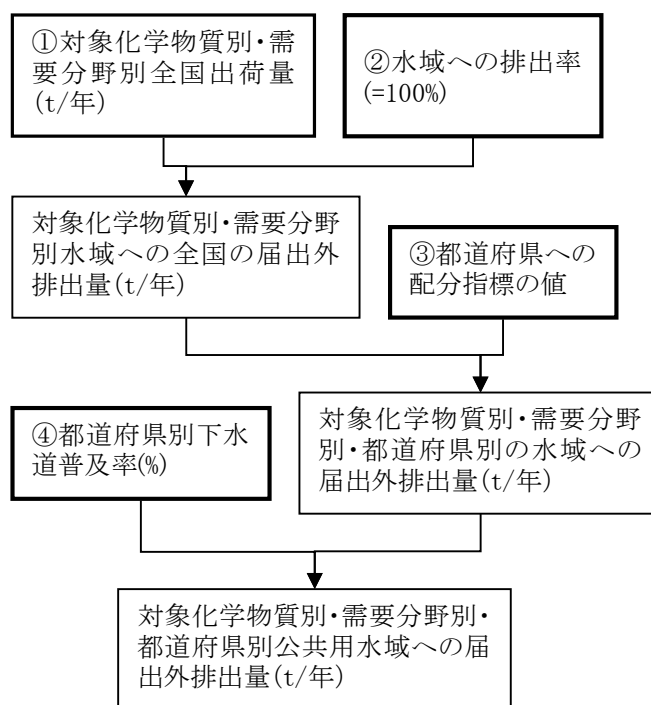 ①対象化学物質別・需
要分野別全国出荷量
(t/年)
②水域への排出率
(=100%)
対象化学物質別・需要分野
別水域への全国の届出外
排出量(t/年)
③都道府県への
配分指標の値
④都道府県別下水
道普及率(%)
対象化学物質別・需要分野
別・都道府県別の水域への
届出外排出量(t/年)
対象化学物質別・需要分野別・
都道府県別公共用水域への届
出外排出量(t/年)